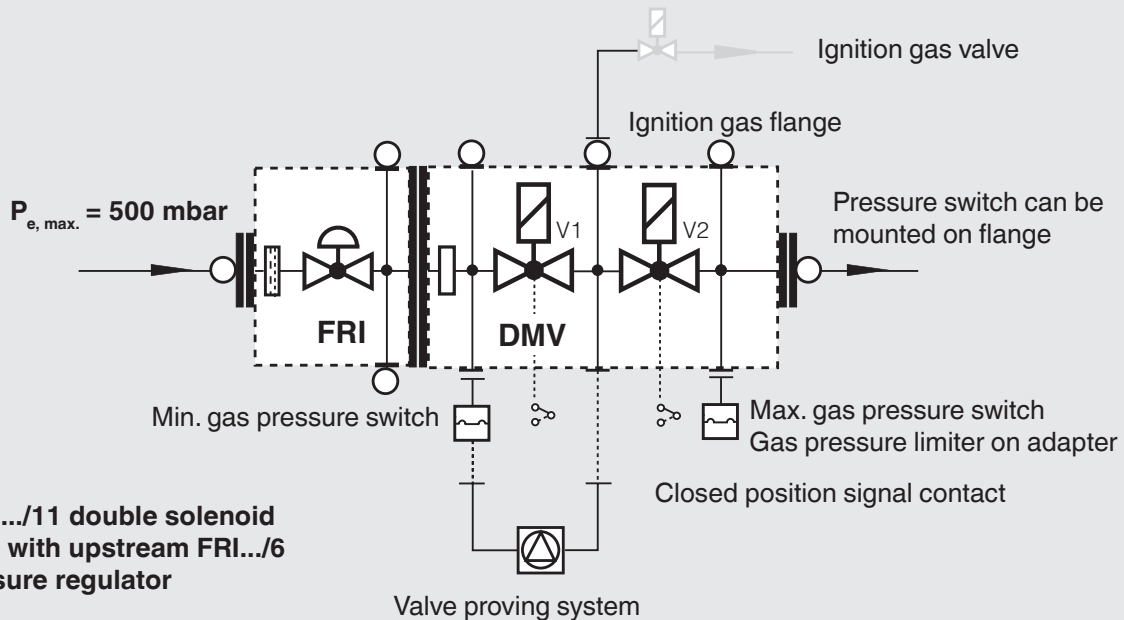 Ignition gas valve
Ignition gas flange
P e, max. = 500 mbar
Pressure switch can be
mounted on flange
V1
V2
FRI
DMV
Min. gas pressure switch
Max. gas pressure switch
Gas pressure limiter on adapter
Closed position signal contact
.../11 double solenoid
with upstream FRI.../6
sure regulator
Valve proving system